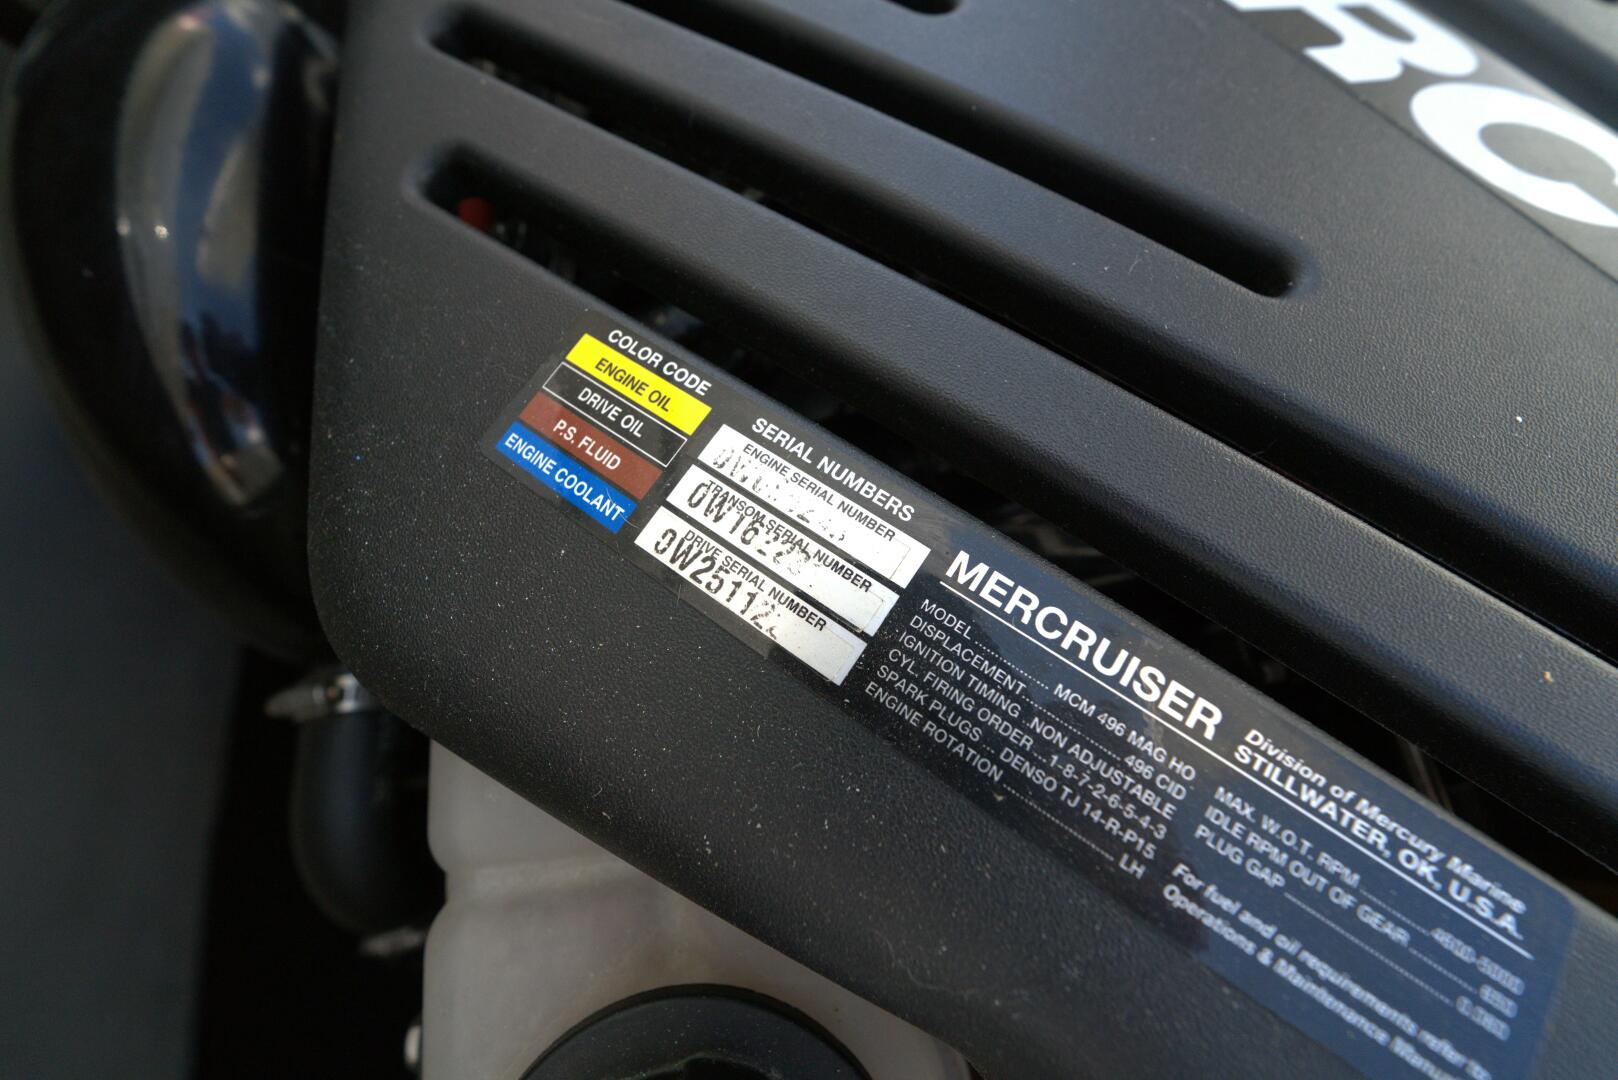 RC
COLOR CODE
ENGINE OIL
DRIVE OIL
P.S. FLUID
ENGINE COOLANT
SERIAL NUMBERS
ENGINE SERIAL NUMBER
TRANSOM SERIAL NUMBER
DRIVE SERIAL NUMBER
MERCRUISER
Division of Mercury Marine
STILLWATER, OK, U.S.A.
MODEL ........... MCM 496 MAG HO
DISPLACEMENT ........... 496 CID
IGNITION TIMING ..NON ADJUSTABLE
CYL. FIRING ORDER ...1-8-7-2-6-5-4-3
SPARK PLUGS... DENSO TJ 14-R-P15
ENGINE ROTATION ........... LH
MAX. W.O.T. RPM
IDLE RPM OUT OF GEAR
PLUG GAP
For fuel and oil requirements refer to
Operations & Maintenance Manual